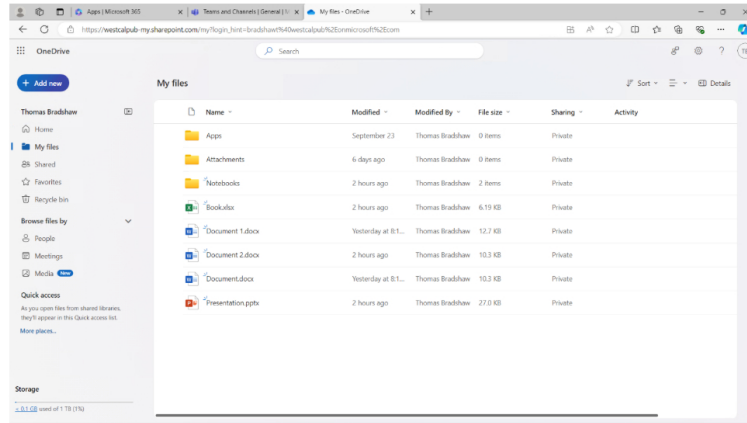 Apps | Microsoft 365
Teams and Channels | General | M
My files - OneDrive
https://westcalpub-my.sharepoint.com/my?login_hint=bradshawt%40westcalpub%2Eonmicrosoft%2Ecom
OneDrive
Search
+ Add new
My files
Sort
Details
Thomas Bradshaw
Home
My files
Shared
Favorites
Recycle bin
Browse files by
People
Meetings
Media New
Quick access
As you open files from shared libraries,
they'll appear in this Quick access list.
More places...
Storage
< 0.1 GB used of 1 TB (1%)
Name Modified Modified By File size Sharing Activity
Apps September 23 Thomas Bradshaw 0 items Private
Attachments 6 days ago Thomas Bradshaw 0 items Private
Notebooks 2 hours ago Thomas Bradshaw 2 items Private
Book.xlsx 2 hours ago Thomas Bradshaw 6.19 KB Private
Document 1.docx Yesterday at 8:1... Thomas Bradshaw 12.7 KB Private
Document 2.docx 2 hours ago Thomas Bradshaw 10.3 KB Private
Document.docx Yesterday at 8:1... Thomas Bradshaw 10.3 KB Private
Presentation.pptx 2 hours ago Thomas Bradshaw 27.0 KB Private